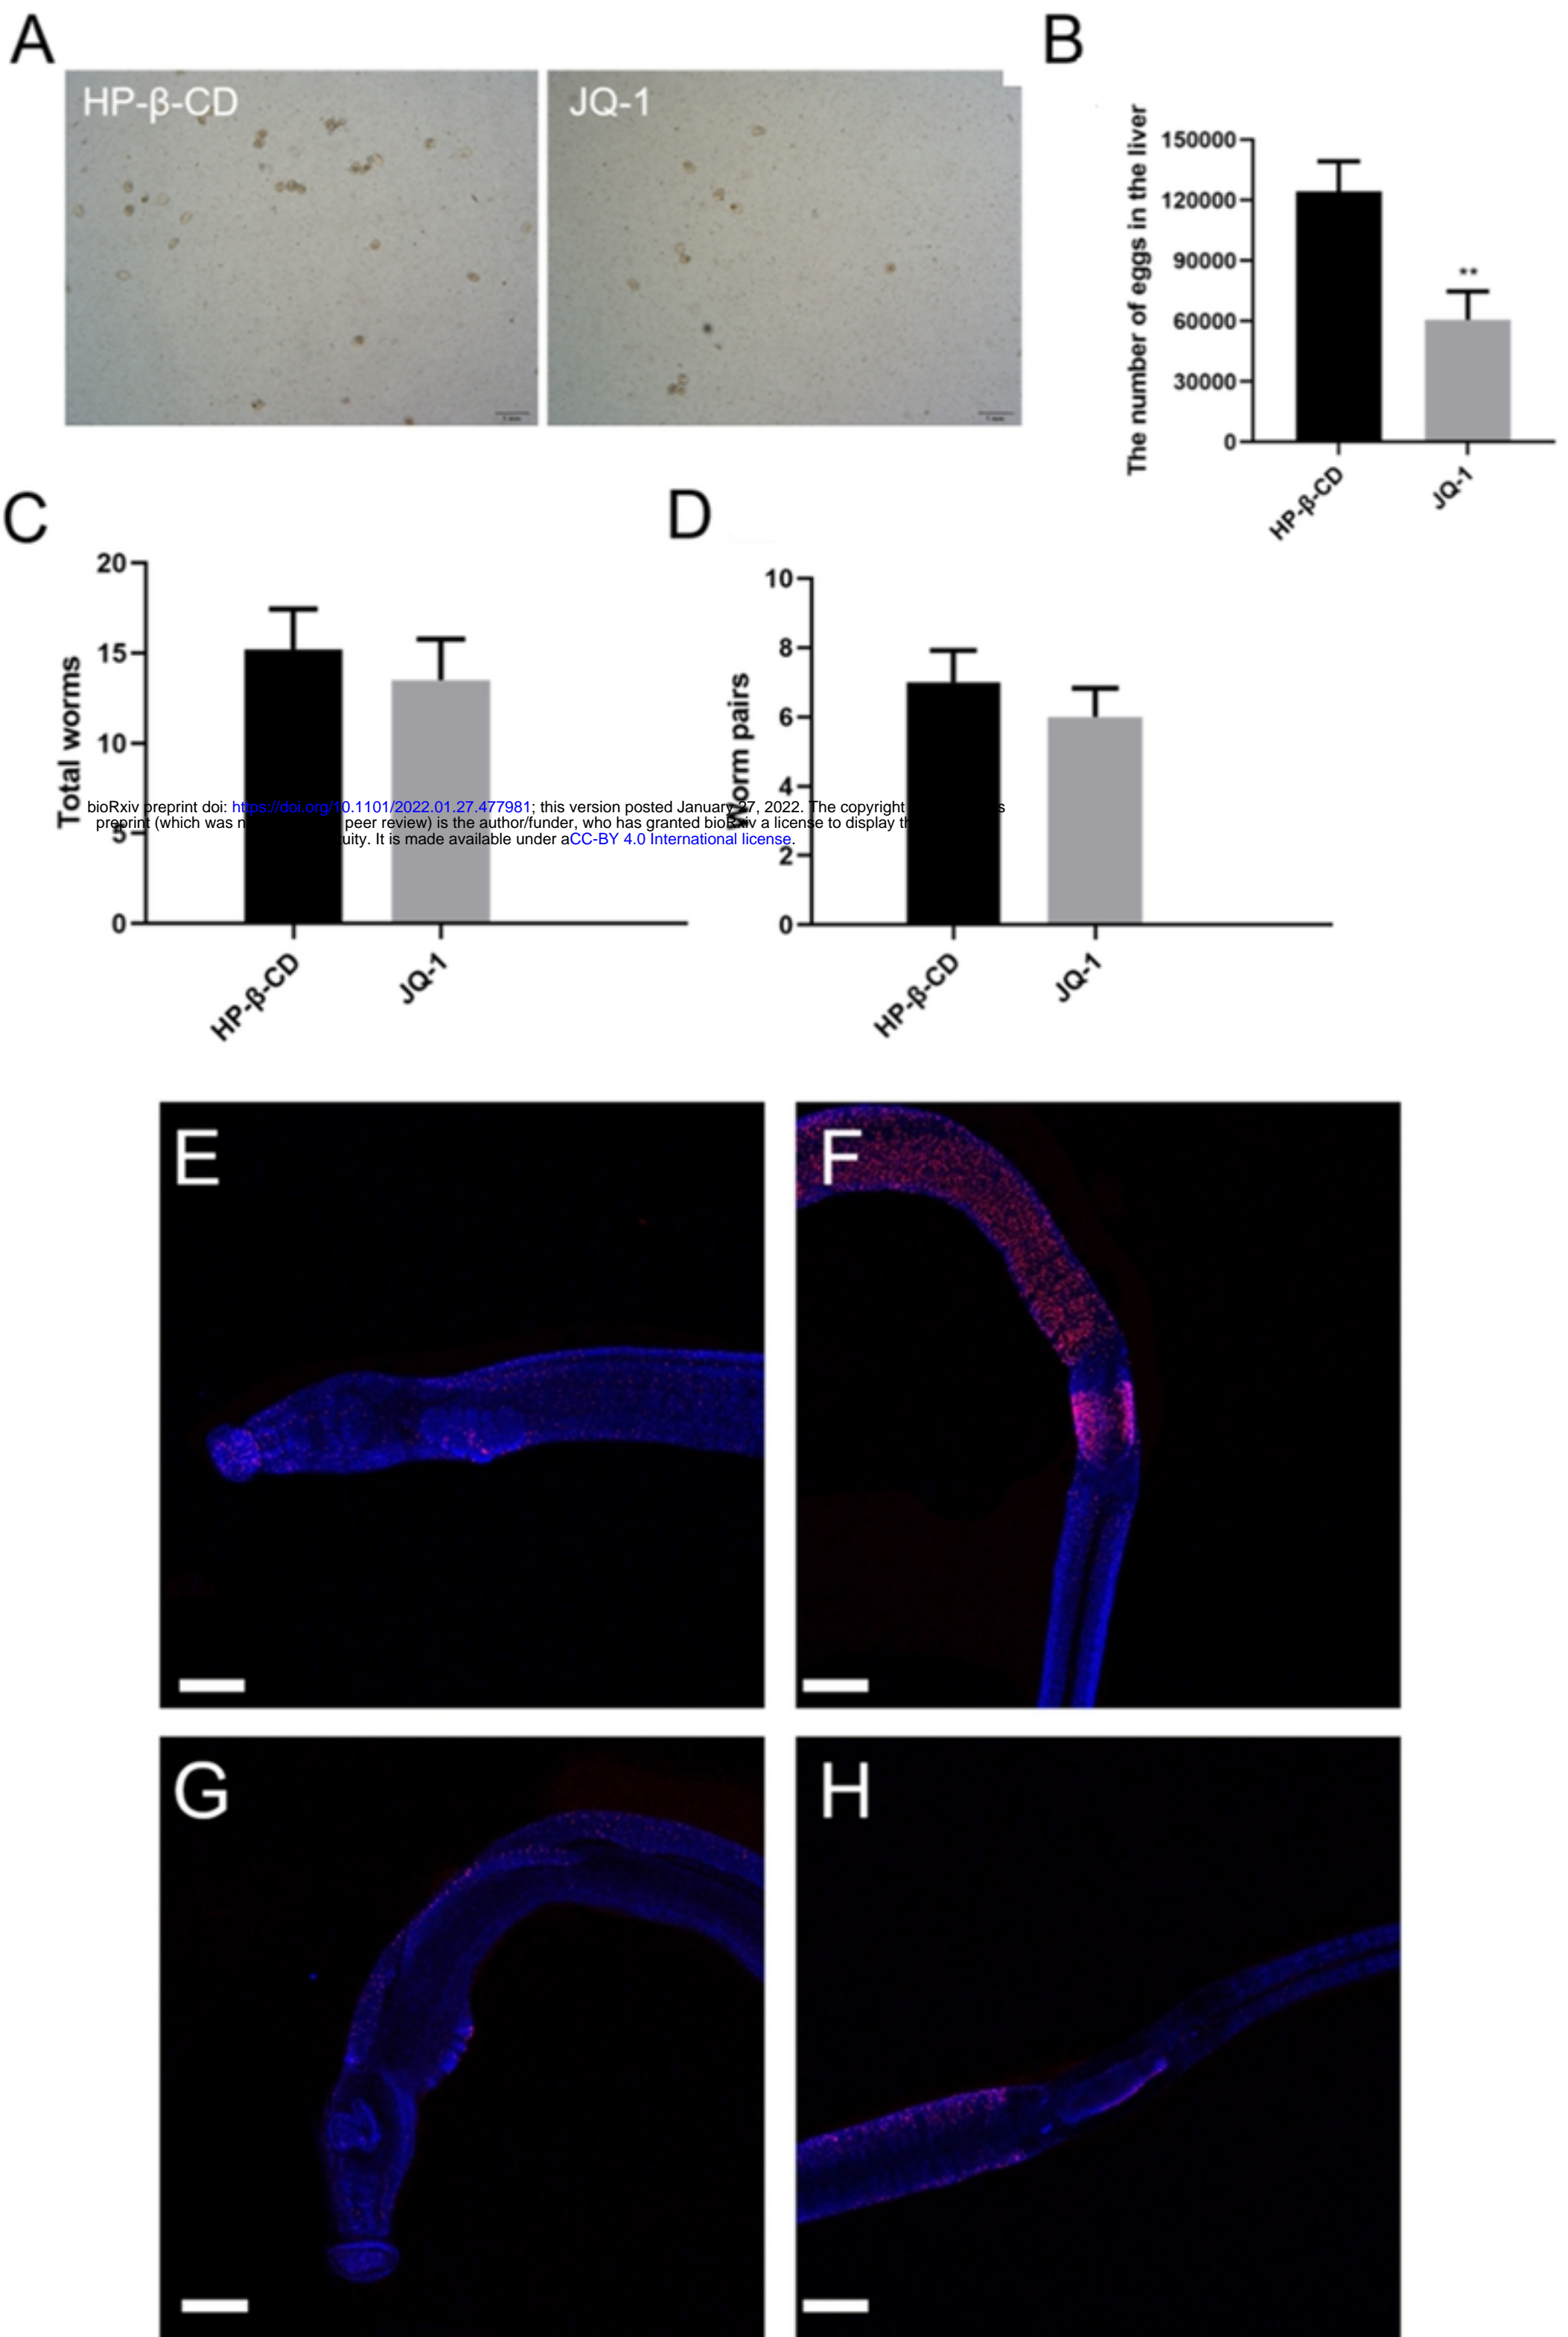 A
B
HP-β-CD
JQ-1
The number of eggs in the liver
150000
120000
90000
60000
30000
0
**
HP-β-CD
JQ-1
C
D
Total worms
20
15
10
5
0
HP-β-CD
JQ-1
Worm pairs
10
8
6
4
2
0
HP-β-CD
JQ-1
bioRxiv preprint doi: https://doi.org/10.1101/2022.01.27.477981; this version posted January 27, 2022. The copyright
preprint (which was peer review) is the author/funder, who has granted bioRxiv a license to display
It is made available under aCC-BY 4.0 International license.
E
F
G
H